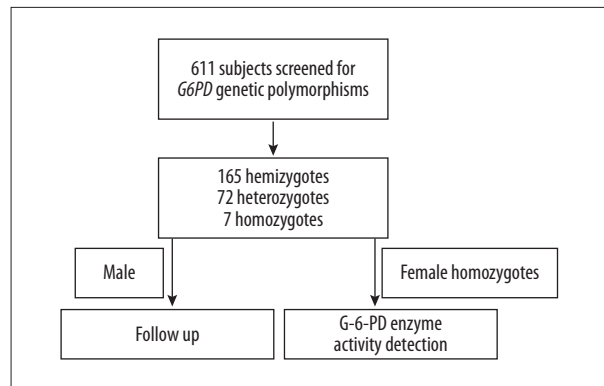 611 subjects screened for
G6PD genetic polymorphisms
165 hemizygotes
72 heterozygotes
7 homozygotes
Male
Female homozygotes
Follow up
G-6-PD enzyme
activity detection